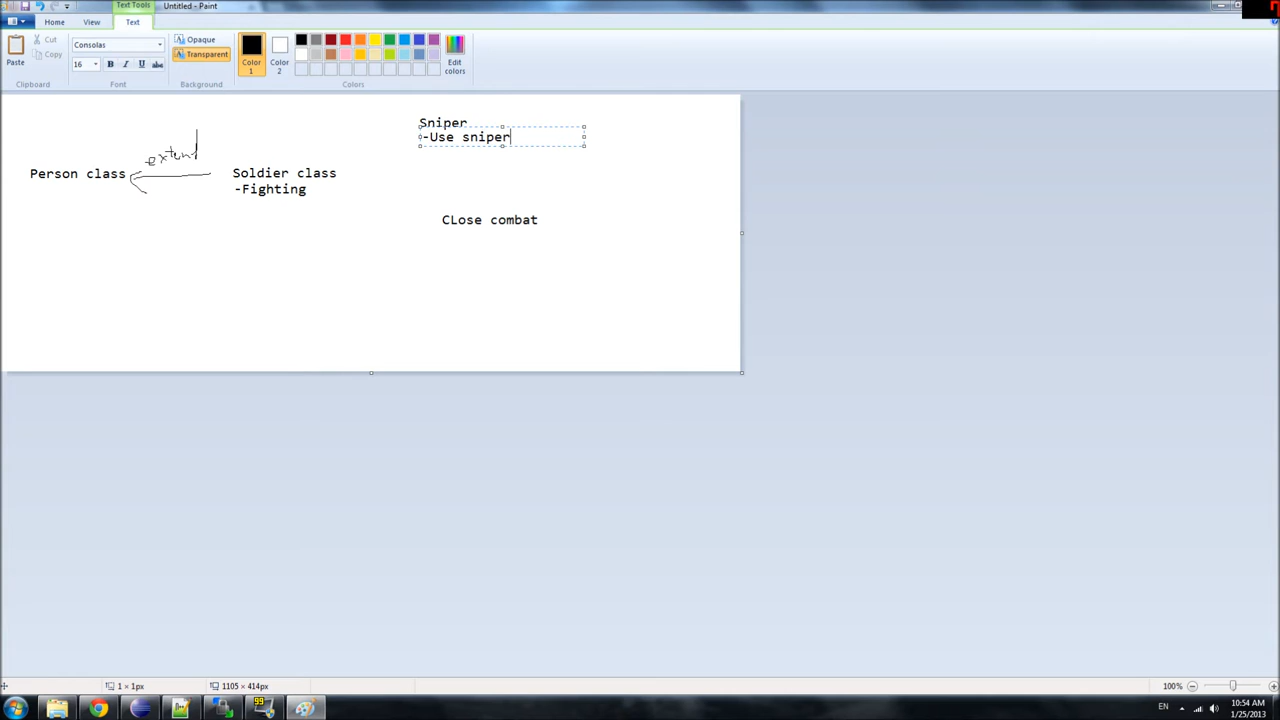 Text Tools
Untitled - Paint
Home
View
Text
Paste
Cut
Copy
Clipboard
Consolas
16
B
I
U
abc
Font
Opaque
Transparent
Background
Color 1
Color 2
Edit colors
Colors
Sniper
-Use sniper
extend
Person class
Soldier class
-Fighting
CLose combat
1 × 1px
1105 × 414px
100%
99
EN
10:54 AM
1/25/2013